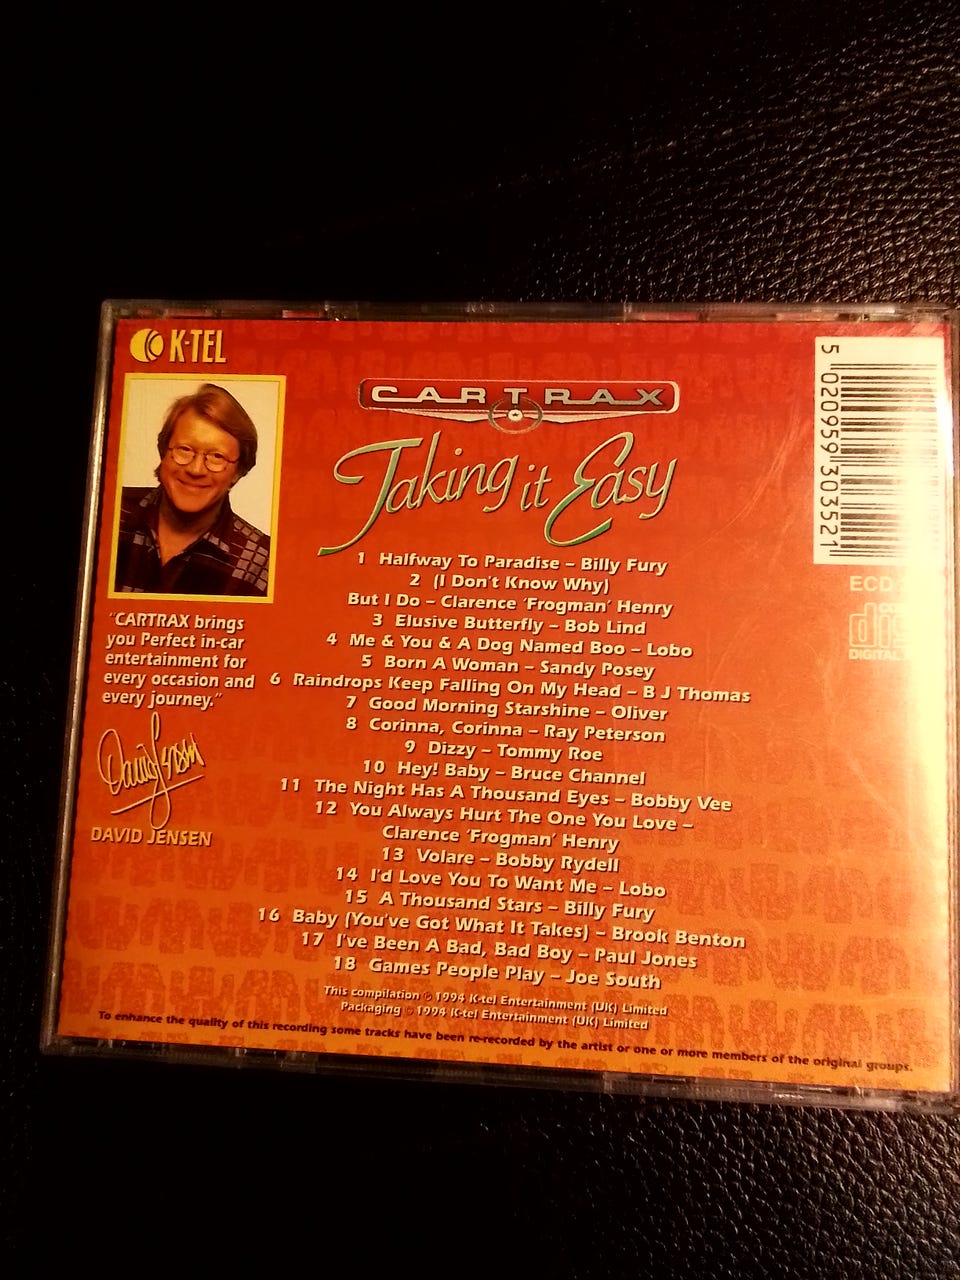 K-TEL
CARTRAX
Taking it Easy
1 Halfway To Paradise – Billy Fury
2 (I Don't Know Why)
But I Do – Clarence 'Frogman' Henry
3 Elusive Butterfly – Bob Lind
4 Me & You & A Dog Named Boo – Lobo
5 Born A Woman – Sandy Posey
6 Raindrops Keep Falling On My Head – B J Thomas
7 Good Morning Starshine – Oliver
8 Corinna, Corinna – Ray Peterson
9 Dizzy – Tommy Roe
10 Hey! Baby – Bruce Channel
11 The Night Has A Thousand Eyes – Bobby Vee
12 You Always Hurt The One You Love –
Clarence 'Frogman' Henry
13 Volare – Bobby Rydell
14 I'd Love You To Want Me – Lobo
15 A Thousand Stars – Billy Fury
16 Baby (You've Got What It Takes) – Brook Benton
17 I've Been A Bad, Bad Boy – Paul Jones
18 Games People Play – Joe South
This compilation © 1994 K-tel Entertainment (UK) Limited
Packaging © 1994 K-tel Entertainment (UK) Limited
To enhance the quality of this recording some tracks have been re-recorded by the artist or one or more members of the original groups.
"CARTRAX brings
you Perfect in-car
entertainment for
every occasion and
every journey."
David Jensen
DAVID JENSEN
5 020959 303521
ECD
DIGITAL